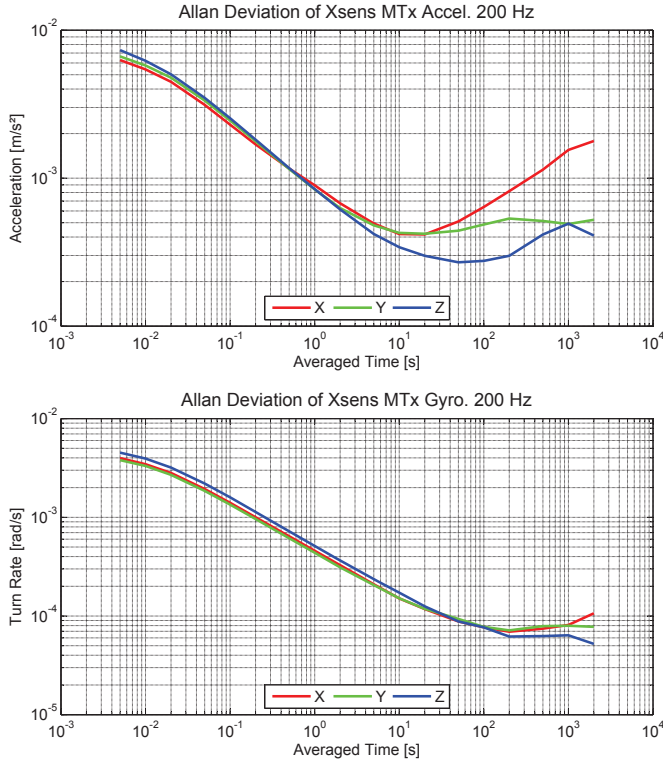 Allan Deviation of Xsens MTx Accel. 200 Hz
10⁻²
10⁻³
10⁻⁴
Acceleration [m/s²]
X Y Z
10⁻³ 10⁻² 10⁻¹ 10⁰ 10¹ 10² 10³ 10⁴
Averaged Time [s]
Allan Deviation of Xsens MTx Gyro. 200 Hz
10⁻²
10⁻³
10⁻⁴
10⁻⁵
Turn Rate [rad/s]
X Y Z
10⁻³ 10⁻² 10⁻¹ 10⁰ 10¹ 10² 10³ 10⁴
Averaged Time [s]